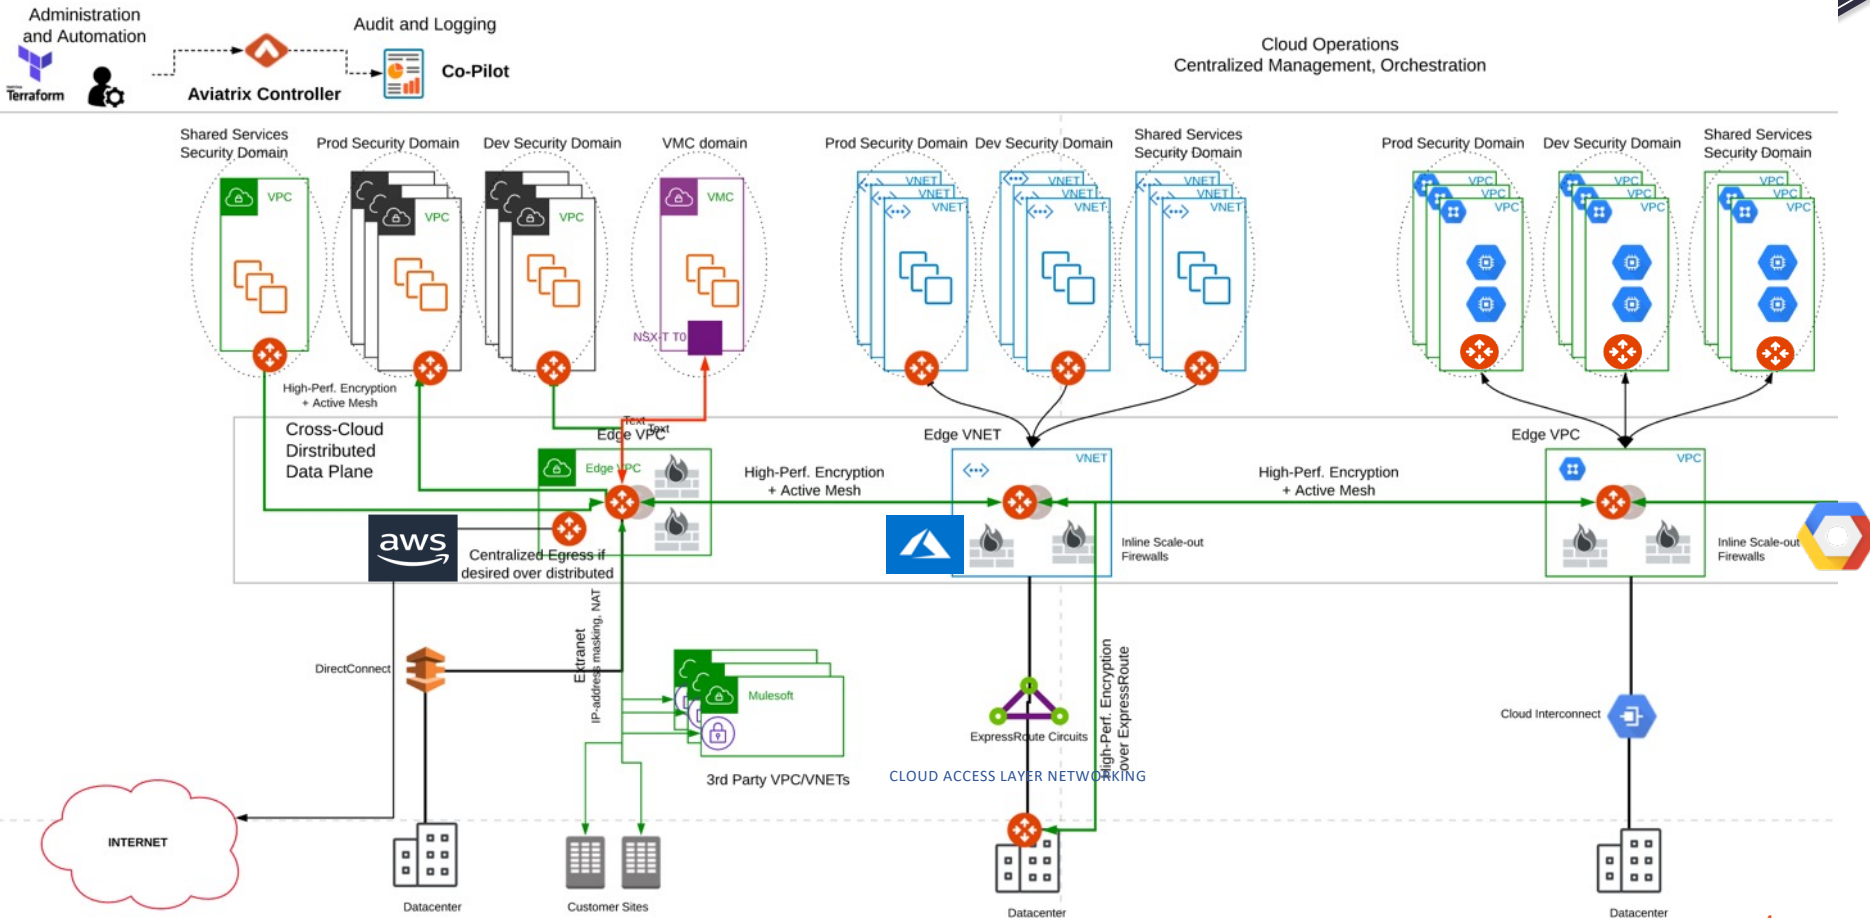 Administration
and Automation
Terraform
Aviatrix Controller
Audit and Logging
Co-Pilot
Cloud Operations
Centralized Management, Orchestration
Shared Services
Security Domain
Prod Security Domain
Dev Security Domain
VMC domain
Prod Security Domain
Dev Security Domain
Shared Services
Security Domain
Prod Security Domain
Dev Security Domain
Shared Services
Security Domain
VPC
VPC
VPC
VMC
NSX-T T0
VNET
VNET
VNET
VNET
VNET
VNET
VNET
VNET
VNET
VPC
VPC
VPC
VPC
VPC
VPC
VPC
VPC
VPC
High-Perf. Encryption
+ Active Mesh
Cross-Cloud
Dirstributed
Data Plane
Text
Text
Edge VPC
Edge VPC
High-Perf. Encryption
+ Active Mesh
Edge VNET
VNET
High-Perf. Encryption
+ Active Mesh
Edge VPC
VPC
aws
Centralized Egress if
desired over distributed
Inline Scale-out
Firewalls
Inline Scale-out
Firewalls
DirectConnect
Extranet
IP-address masking, NAT
Mulesoft
3rd Party VPC/VNETs
ExpressRoute Circuits
High-Perf. Encryption
over ExpressRoute
Cloud Interconnect
CLOUD ACCESS LAYER NETWORKING
INTERNET
Datacenter
Customer Sites
Datacenter
Datacenter